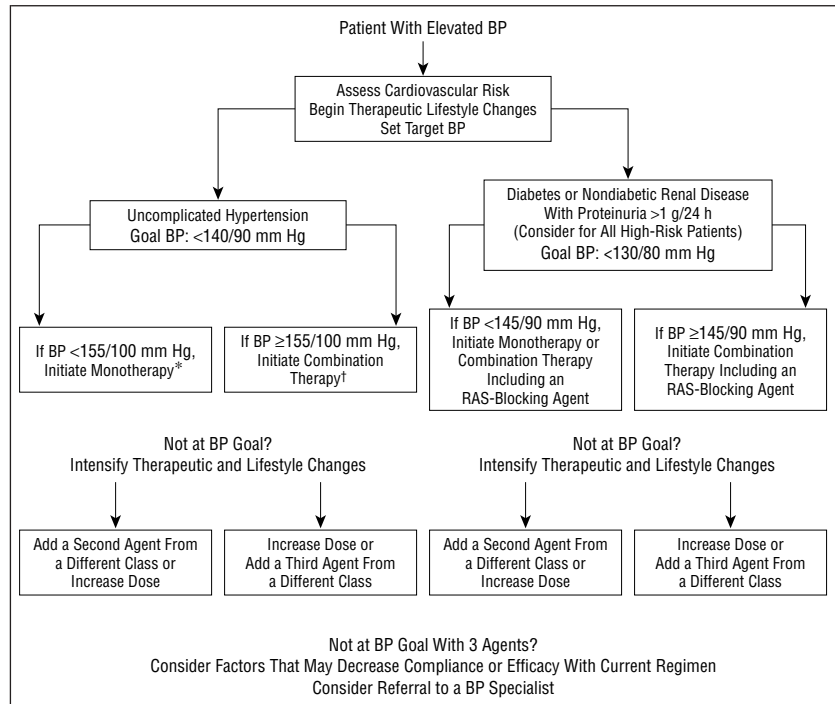 Patient With Elevated BP
Assess Cardiovascular Risk
Begin Therapeutic Lifestyle Changes
Set Target BP
Uncomplicated Hypertension
Goal BP: <140/90 mm Hg
Diabetes or Nondiabetic Renal Disease
With Proteinuria >1 g/24 h
(Consider for All High-Risk Patients)
Goal BP: <130/80 mm Hg
If BP <155/100 mm Hg,
Initiate Monotherapy*
If BP ≥155/100 mm Hg,
Initiate Combination
Therapy†
If BP <145/90 mm Hg,
Initiate Monotherapy or
Combination Therapy
Including an
RAS-Blocking Agent
If BP ≥145/90 mm Hg,
Initiate Combination
Therapy Including an
RAS-Blocking Agent
Not at BP Goal?
Intensify Therapeutic and Lifestyle Changes
Not at BP Goal?
Intensify Therapeutic and Lifestyle Changes
Add a Second Agent From
a Different Class or
Increase Dose
Increase Dose or
Add a Third Agent From
a Different Class
Add a Second Agent From
a Different Class or
Increase Dose
Increase Dose or
Add a Third Agent From
a Different Class
Not at BP Goal With 3 Agents?
Consider Factors That May Decrease Compliance or Efficacy With Current Regimen
Consider Referral to a BP Specialist